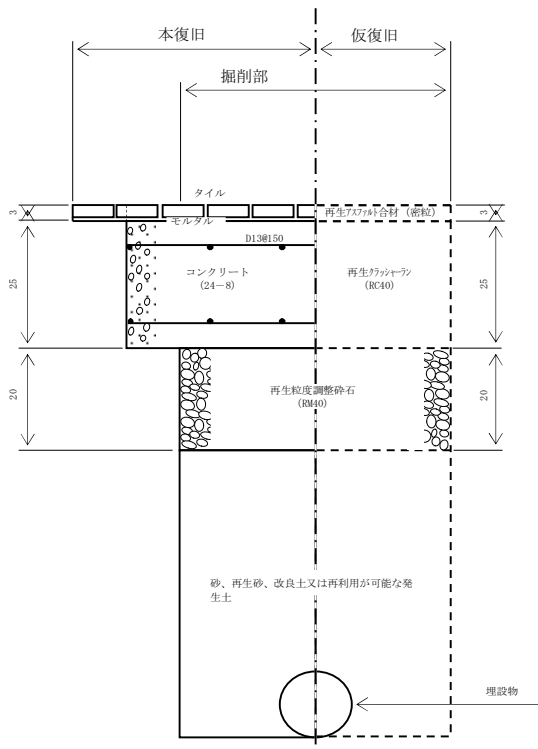 本復旧
仮復旧
掘削部
タイル
3
再生ｱｽﾌｧﾙﾄ合材（密粒）
3
モルタル
D13@150
25
コンクリート
(24－8)
再生ｸﾗｯｼｬｰﾗﾝ
(RC40)
25
20
再生粒度調整砕石
(RM40)
20
砂、再生砂、改良土又は再利用が可能な発
生土
埋設物